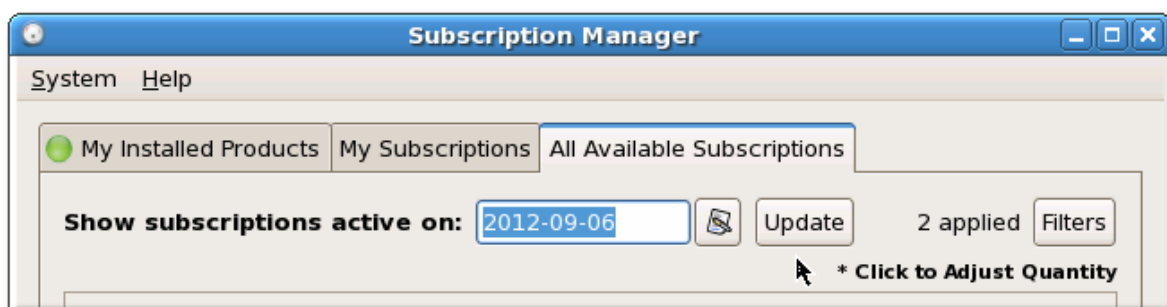 Subscription Manager
System Help
My Installed Products My Subscriptions All Available Subscriptions
Show subscriptions active on: 2012-09-06 Update 2 applied Filters
* Click to Adjust Quantity